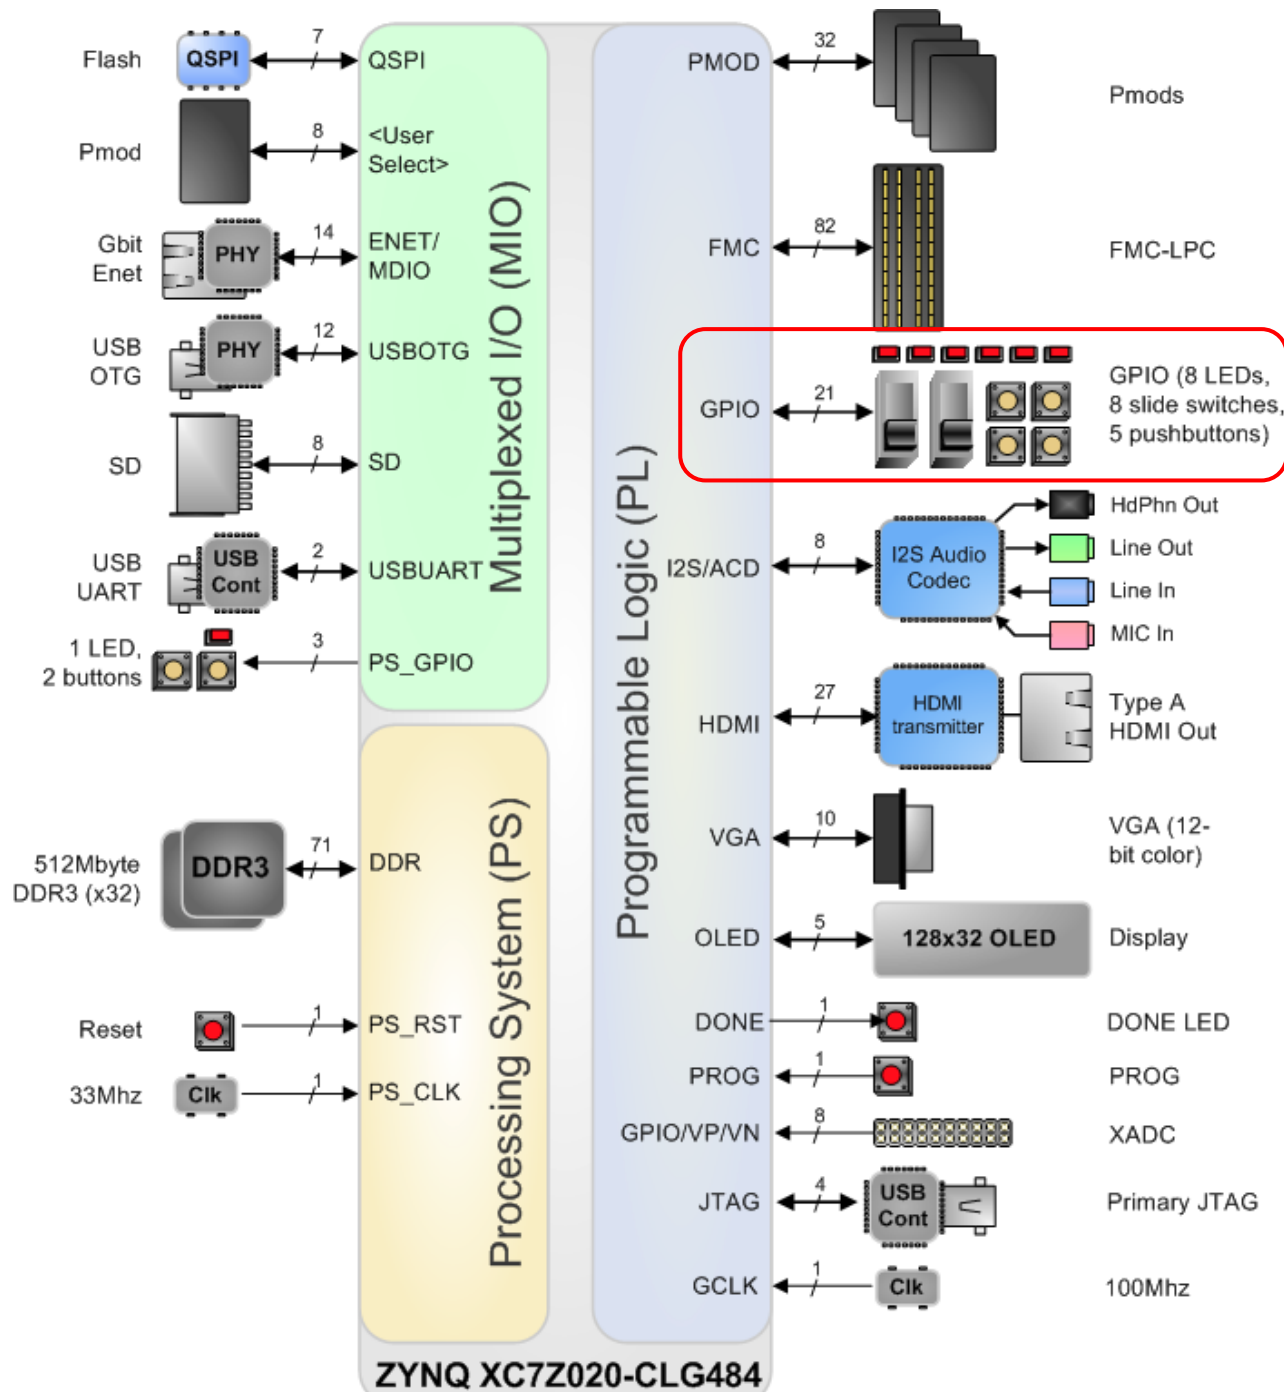 Flash
QSPI
7
QSPI
Pmod
8
<User
Select>
Gbit
Enet
PHY
14
ENET/
MDIO
USB
OTG
PHY
12
USBOTG
SD
8
SD
USB
UART
USB
Cont
2
USBUART
1 LED,
2 buttons
3
PS_GPIO
Multiplexed I/O (MIO)
512Mbyte
DDR3 (x32)
DDR3
71
DDR
Reset
1
PS_RST
33Mhz
Clk
1
PS_CLK
Processing System (PS)
Programmable Logic (PL)
PMOD
32
Pmods
FMC
82
FMC-LPC
GPIO
21
GPIO (8 LEDs,
8 slide switches,
5 pushbuttons)
I2S/ACD
8
I2S Audio
Codec
HdPhn Out
Line Out
Line In
MIC In
HDMI
27
HDMI
transmitter
Type A
HDMI Out
VGA
10
VGA (12-
bit color)
OLED
5
128x32 OLED
Display
DONE
1
DONE LED
PROG
1
PROG
GPIO/VP/VN
8
XADC
JTAG
4
USB
Cont
Primary JTAG
GCLK
1
Clk
100Mhz
ZYNQ XC7Z020-CLG484